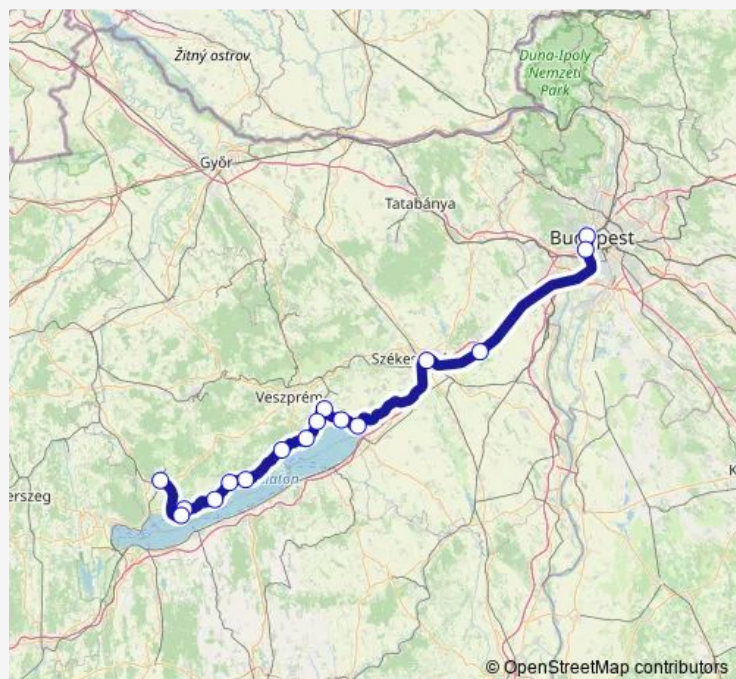 Žitný ostrov
Duna-Ipoly
Nemzeti
Park
Győr
Tatabánya
Budapest
Székes
Veszprém
erszeg
laton
K
© OpenStreetMap contributors